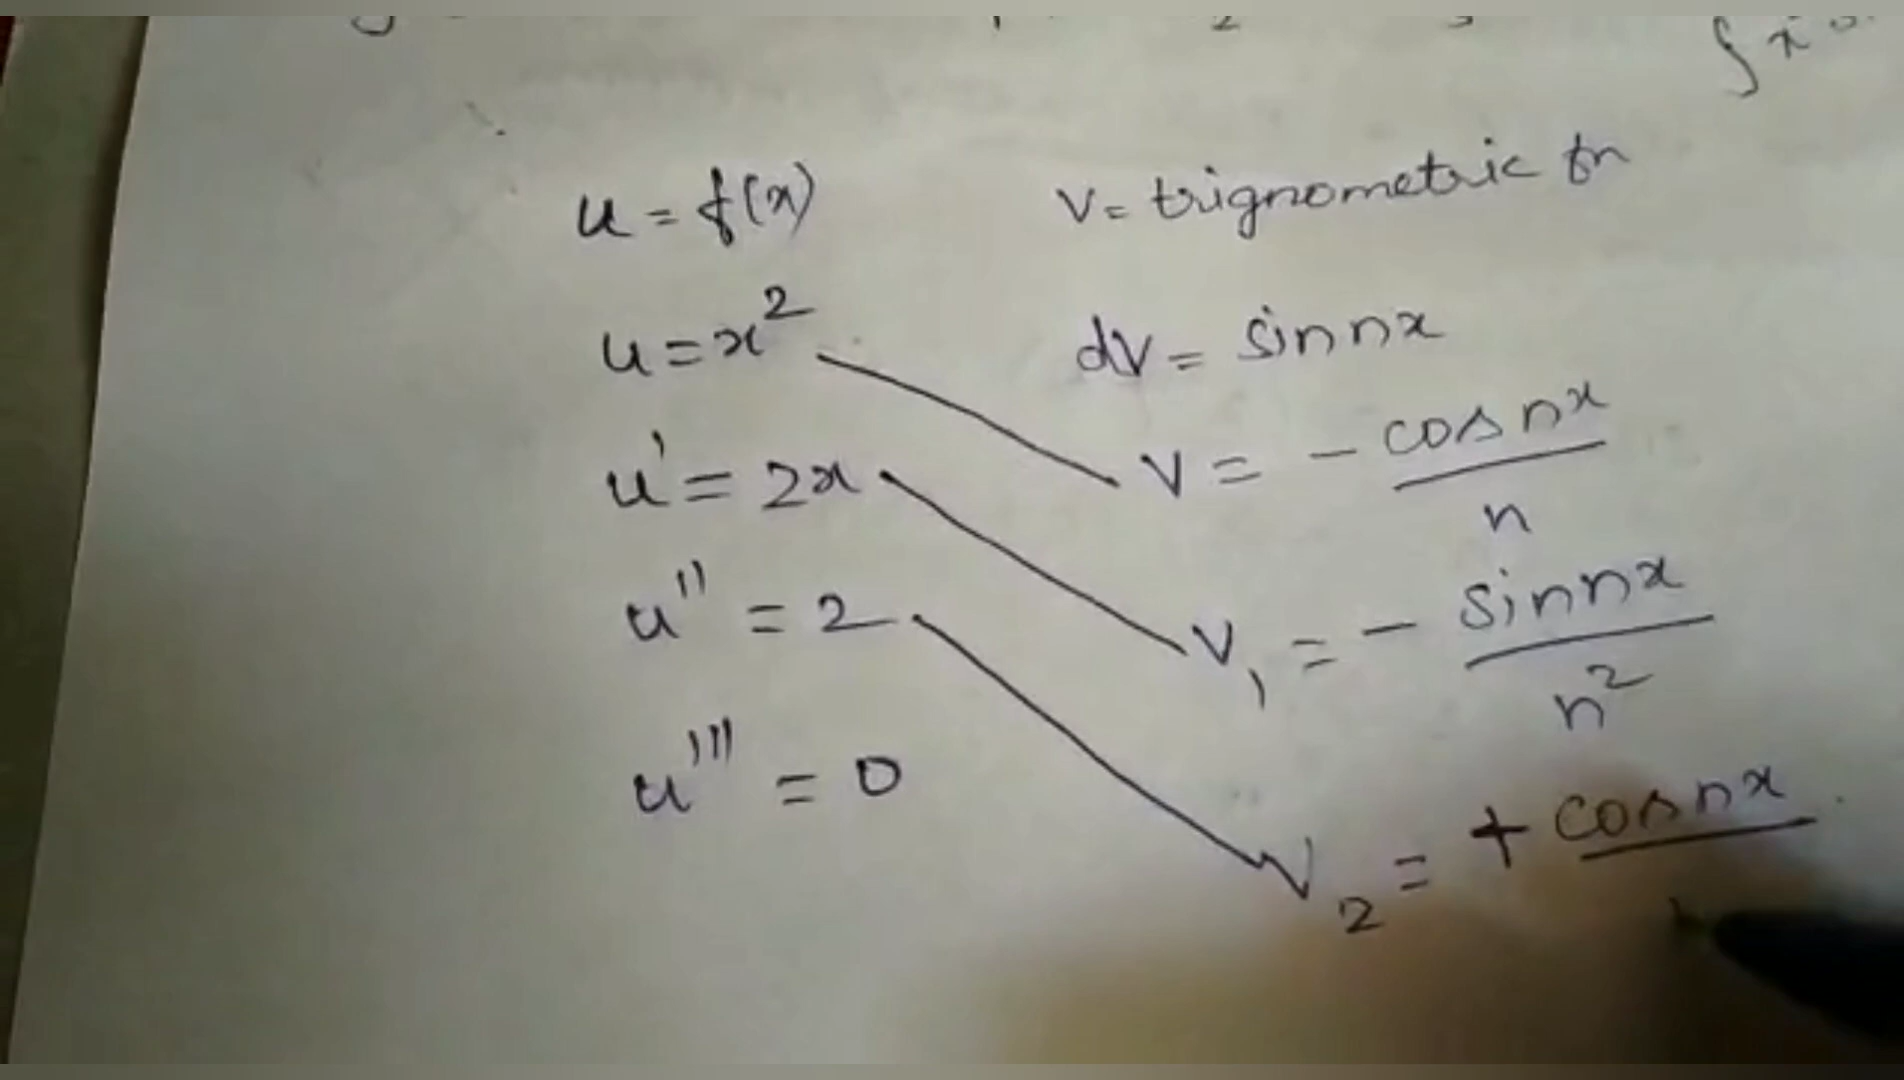 ∫x
u = f(x) v = trignometric fn
u = x² dv = sin nx
u' = 2x v = - cos nx / n
u'' = 2 v₁ = - sin nx / n²
u''' = 0 v₂ = + cos nx